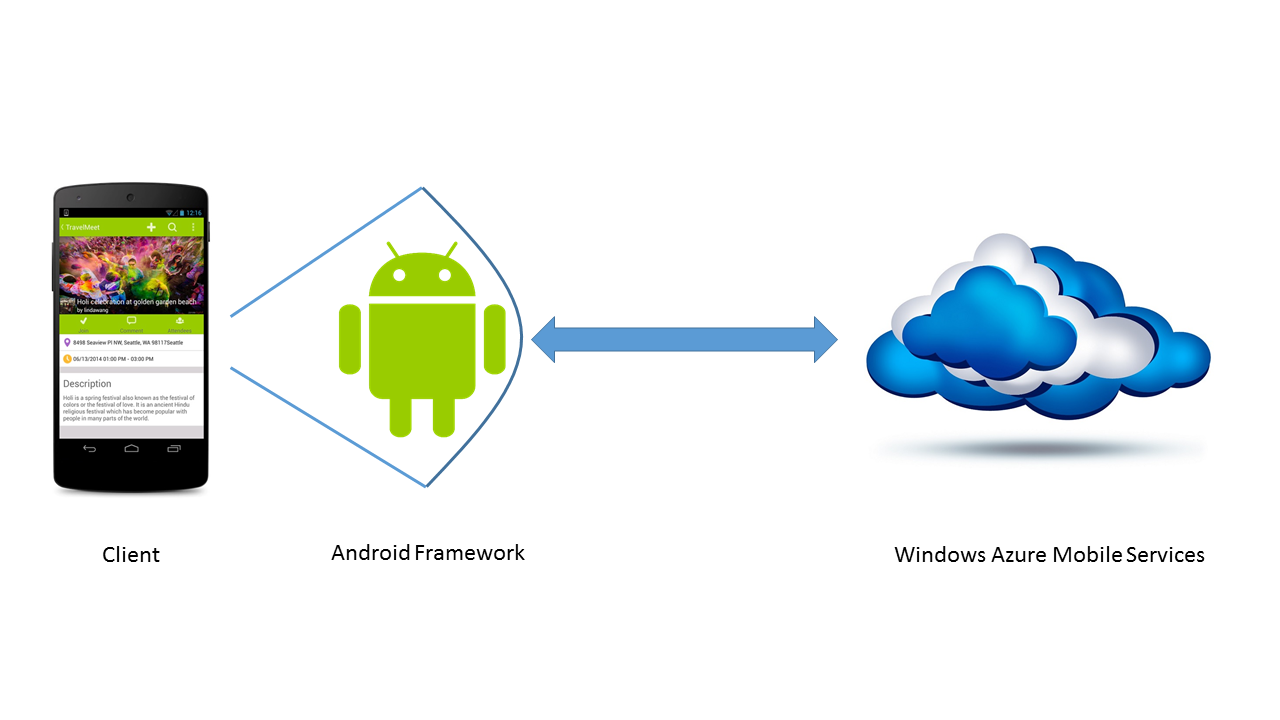 12:16
TravelMeet
Holi celebration at golden garden beach
by lindawang
Join
Comment
Attendees
8498 Seaview Pl NW, Seattle, WA 98117Seattle
06/13/2014 01:00 PM - 03:00 PM
Description
Holi is a spring festival also known as the festival of
colors or the festival of love. It is an ancient Hindu
religious festival which has become popular with
people in many parts of the world.
Client
Android Framework
Windows Azure Mobile Services